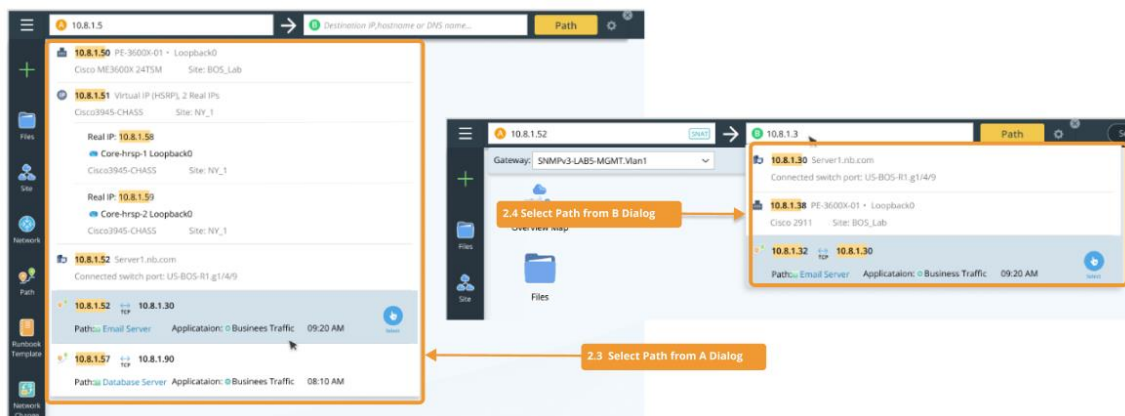 A 10.8.1.5 → B Destination IP,hostname or DNS name... Path
10.8.1.50 PE-3600X-01 • Loopback0
Cisco ME3600X 24TSM Site: BOS_Lab
10.8.1.51 Virtual IP (HSRP), 2 Real IPs
Cisco3945-CHASS Site: NY_1
Real IP: 10.8.1.58
Core-hrsp-1 Loopback0
Cisco3945-CHASS Site: NY_1
Real IP: 10.8.1.59
Core-hrsp-2 Loopback0
Cisco3945-CHASS Site: NY_1
10.8.1.52 Server1.nb.com
Connected switch port: US-BOS-R1.g1/4/9
10.8.1.52 TCP 10.8.1.30
Path: Email Server Applicataion: Businees Traffic 09:20 AM
Select
10.8.1.57 TCP 10.8.1.90
Path: Database Server Applicataion: Businees Traffic 08:10 AM
Files
Site
Network
Path
Runbook
Template
Network
Change
A 10.8.1.52 SNAT → B 10.8.1.3 Path
Gateway: SNMPv3-LAB5-MGMT.Vlan1
Overview Map
Files
Files
Site
10.8.1.30 Server1.nb.com
Connected switch port: US-BOS-R1.g1/4/9
10.8.1.38 PE-3600X-01 • Loopback0
Cisco 2911 Site: BOS_Lab
10.8.1.32 TCP 10.8.1.30
Path: Email Server Applicataion: Business Traffic 09:20 AM
Select
2.4 Select Path from B Dialog
2.3 Select Path from A Dialog